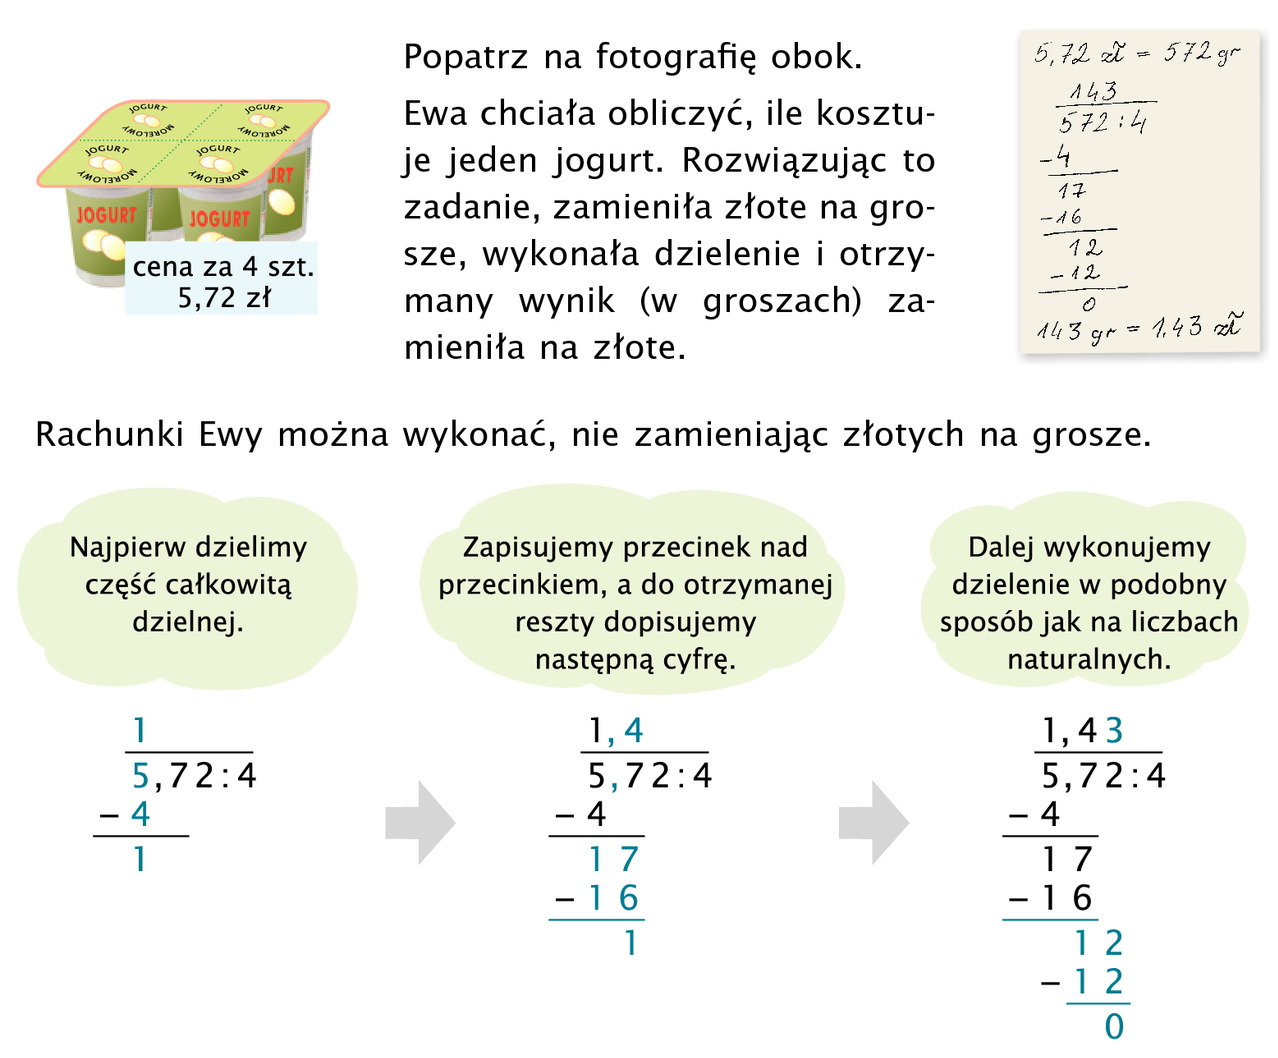 Popatrz na fotografię obok.
Ewa chciała obliczyć, ile kosztu-
je jeden jogurt. Rozwiązując to
zadanie, zamieniła złote na gro-
sze, wykonała dzielenie i otrzy-
many wynik (w groszach) za-
mieniła na złote.
JOGURT
MORELOWY
JOGURT
MORELOWY
JOGURT
MORELOWY
JOGURT
MORELOWY
JOGURT
JOGURT
URT
cena za 4 szt.
5,72 zł
5,72 zł = 572 gr
143
572 : 4
-4
17
-16
12
-12
0
143 gr = 1,43 zł
Rachunki Ewy można wykonać, nie zamieniając złotych na grosze.
Najpierw dzielimy
część całkowitą
dzielnej.
1
5,72:4
– 4
1
Zapisujemy przecinek nad
przecinkiem, a do otrzymanej
reszty dopisujemy
następną cyfrę.
1,4
5,72:4
– 4
17
– 16
1
Dalej wykonujemy
dzielenie w podobny
sposób jak na liczbach
naturalnych.
1,43
5,72:4
– 4
17
– 16
12
– 12
0